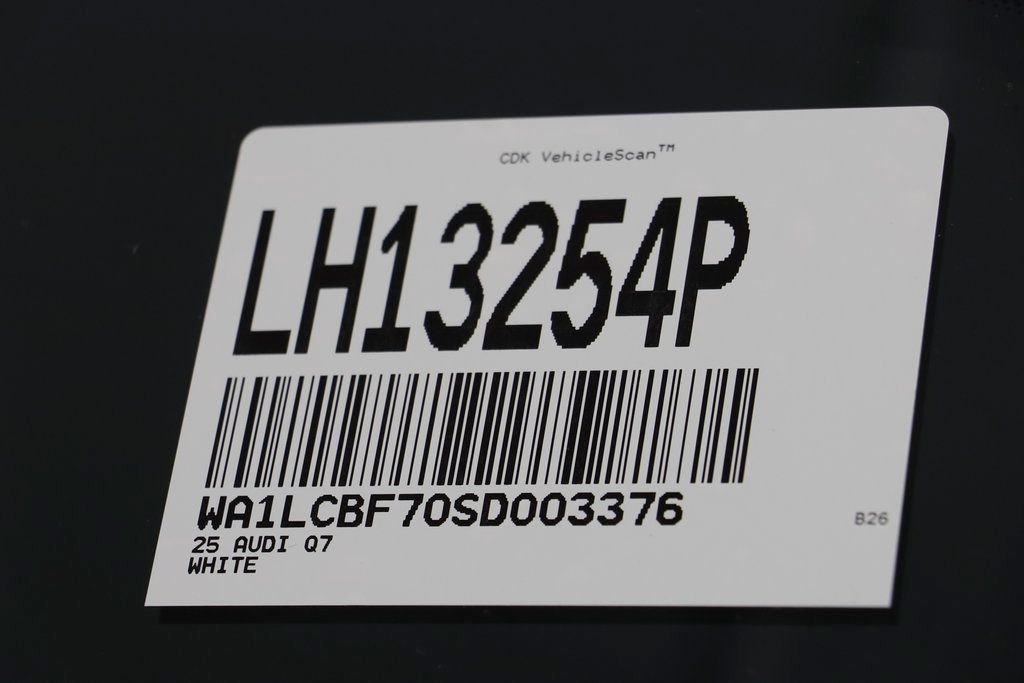 CDK VehicleScan™
LH13254P
WA1LCBF70SD003376
25 AUDI Q7
WHITE
B26